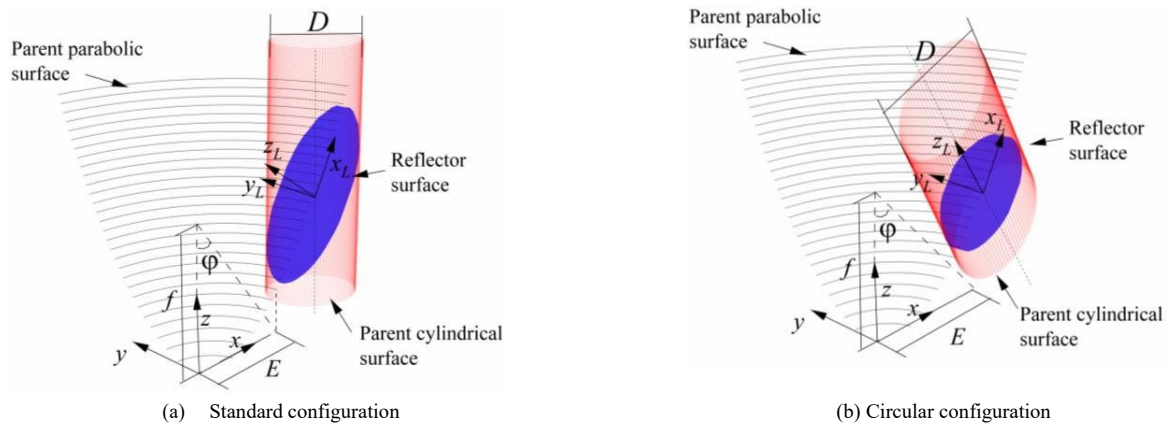 D
Parent parabolic
surface
z_L
x_L
y_L
Reflector
surface
φ
f
z
x
y
E
Parent cylindrical
surface
(a) Standard configuration
Parent parabolic
surface
D
x_L
z_L
y_L
Reflector
surface
φ
f
z
x
y
E
Parent cylindrical
surface
(b) Circular configuration